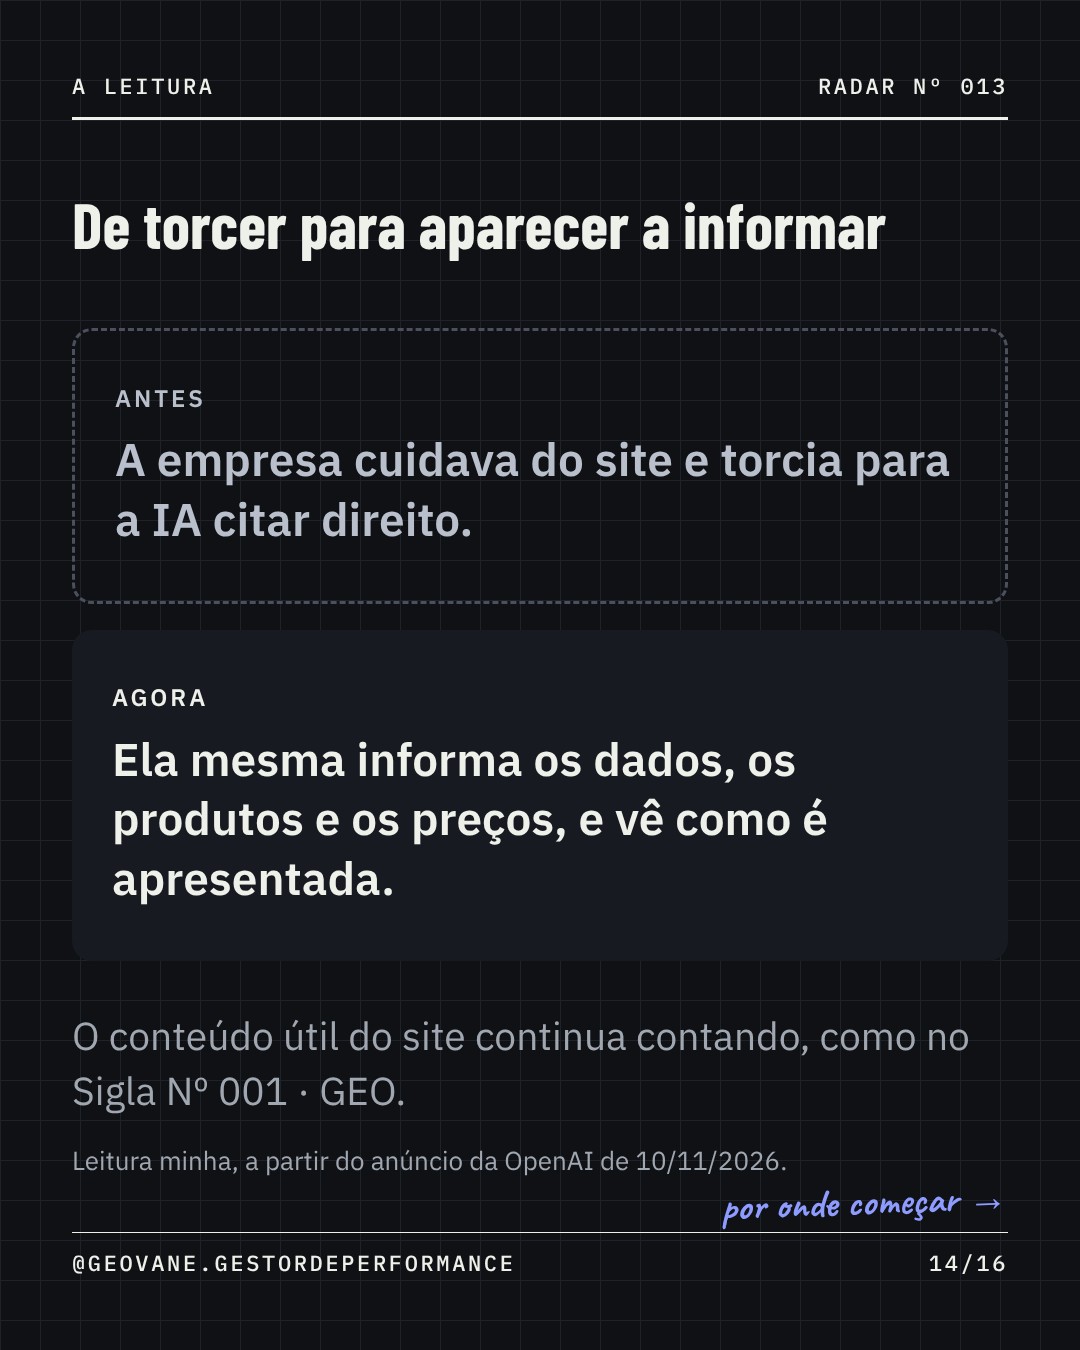 A LEITURA
RADAR Nº 013
De torcer para aparecer a informar
ANTES
A empresa cuidava do site e torcia para
a IA citar direito.
AGORA
Ela mesma informa os dados, os
produtos e os preços, e vê como é
apresentada.
O conteúdo útil do site continua contando, como no
Sigla Nº 001 · GEO.
Leitura minha, a partir do anúncio da OpenAI de 10/11/2026.
por onde começar →
@GEOVANE.GESTORDEPERFORMANCE
14/16